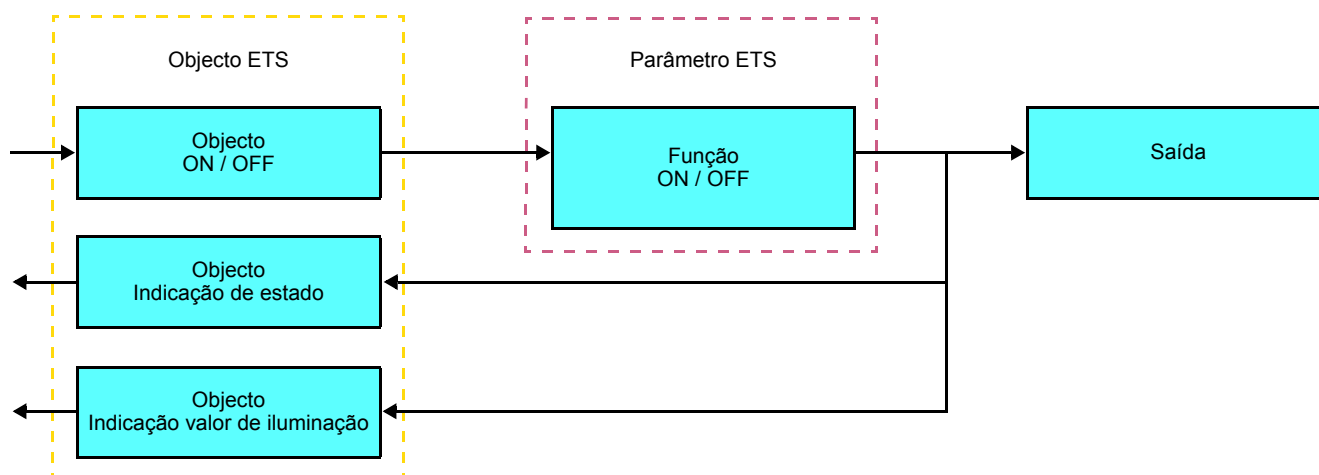 Objecto ETS
Parâmetro ETS
Objecto
ON / OFF
Função
ON / OFF
Saída
Objecto
Indicação de estado
Objecto
Indicação valor de iluminação